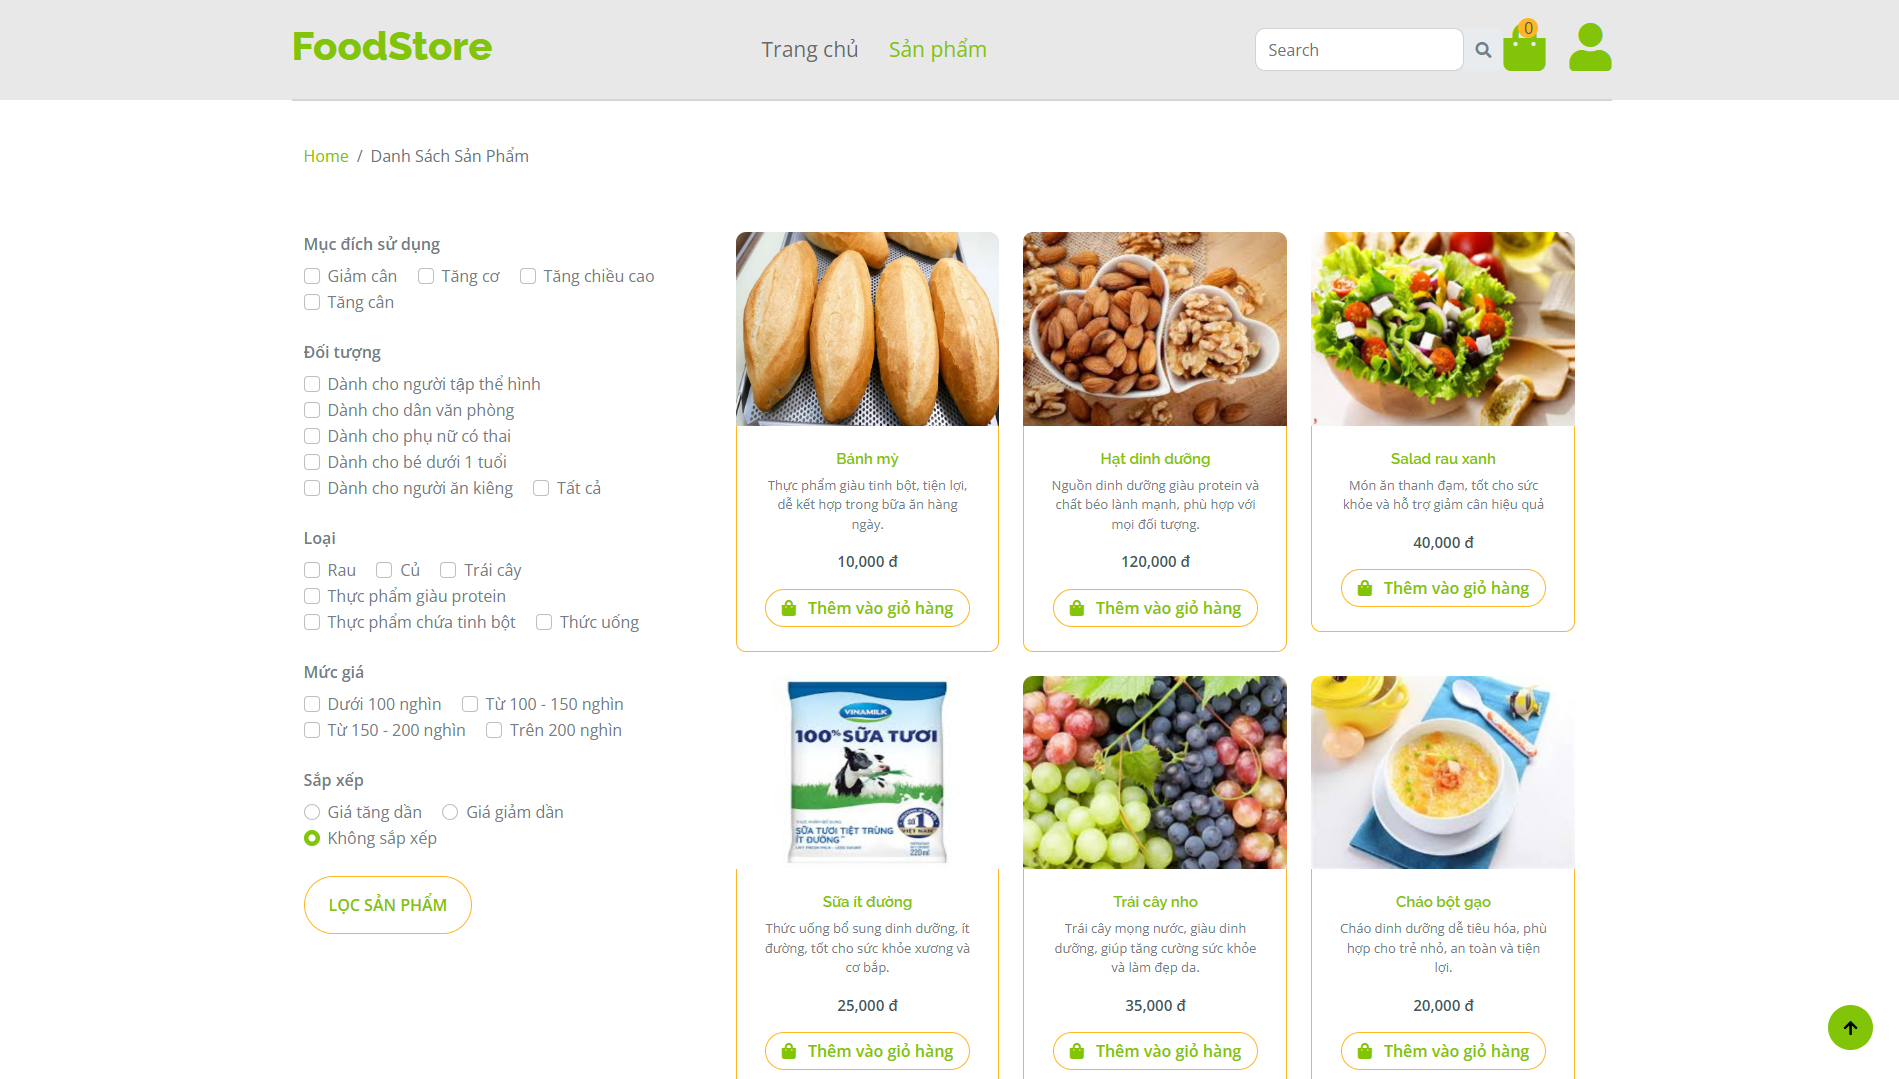 FoodStore
Trang chủ
Sản phẩm
Search
0
Home / Danh Sách Sản Phẩm
Mục đích sử dụng
Giảm cân
Tăng cơ
Tăng chiều cao
Tăng cân
Đối tượng
Dành cho người tập thể hình
Dành cho dân văn phòng
Dành cho phụ nữ có thai
Dành cho bé dưới 1 tuổi
Dành cho người ăn kiêng
Tất cả
Loại
Rau
Củ
Trái cây
Thực phẩm giàu protein
Thực phẩm chứa tinh bột
Thức uống
Mức giá
Dưới 100 nghìn
Từ 100 - 150 nghìn
Từ 150 - 200 nghìn
Trên 200 nghìn
Sắp xếp
Giá tăng dần
Giá giảm dần
Không sắp xếp
LỌC SẢN PHẨM
Bánh mỳ
Thực phẩm giàu tinh bột, tiện lợi,
dễ kết hợp trong bữa ăn hàng
ngày.
10,000 đ
Thêm vào giỏ hàng
Hạt dinh dưỡng
Nguồn dinh dưỡng giàu protein và
chất béo lành mạnh, phù hợp với
mọi đối tượng.
120,000 đ
Thêm vào giỏ hàng
Salad rau xanh
Món ăn thanh đạm, tốt cho sức
khỏe và hỗ trợ giảm cân hiệu quả
40,000 đ
Thêm vào giỏ hàng
VINAMILK
100% SỮA TƯƠI
SỮA TƯƠI TIỆT TRÙNG
ÍT ĐƯỜNG
SỐ 1
VIỆT NAM
220ml
Sữa ít đường
Thức uống bổ sung dinh dưỡng, ít
đường, tốt cho sức khỏe xương và
cơ bắp.
25,000 đ
Thêm vào giỏ hàng
Trái cây nho
Trái cây mọng nước, giàu dinh
dưỡng, giúp tăng cường sức khỏe
và làm đẹp da.
35,000 đ
Thêm vào giỏ hàng
Cháo bột gạo
Cháo dinh dưỡng dễ tiêu hóa, phù
hợp cho trẻ nhỏ, an toàn và tiện
lợi.
20,000 đ
Thêm vào giỏ hàng